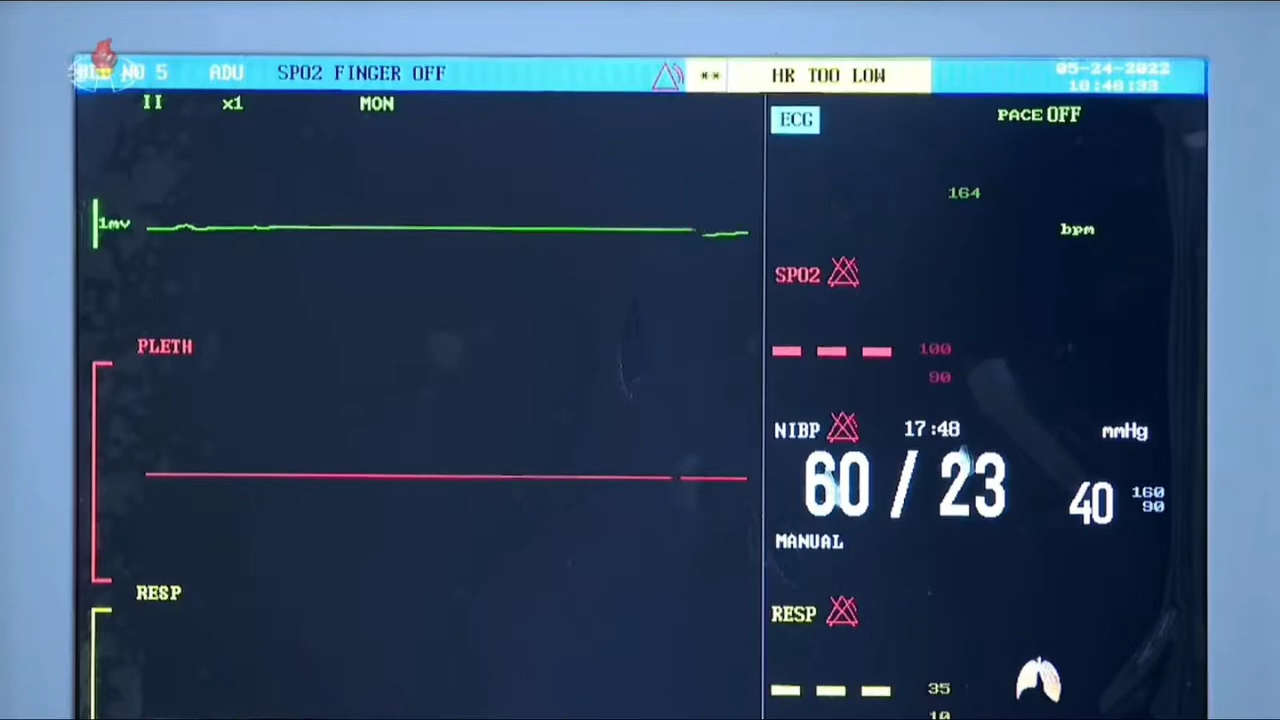 BED NO 5 ADU SPO2 FINGER OFF ** HR TOO LOW 05-24-2022
II x1 MON
ECG PACE OFF
164
1mv
bpm
SPO2
PLETH
100
90
NIBP 17:48 mmHg
60 / 23 40 160
90
MANUAL
RESP
RESP
35
10